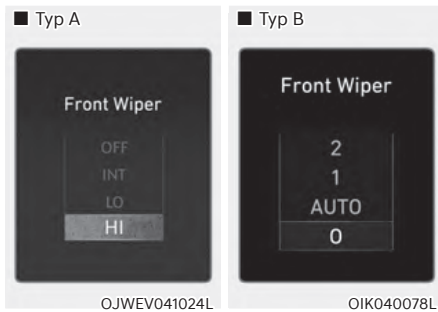 ■ Typ A
Front Wiper
OFF
INT
LO
HI
OJWEV041024L
■ Typ B
Front Wiper
2
1
AUTO
0
OIK040078L